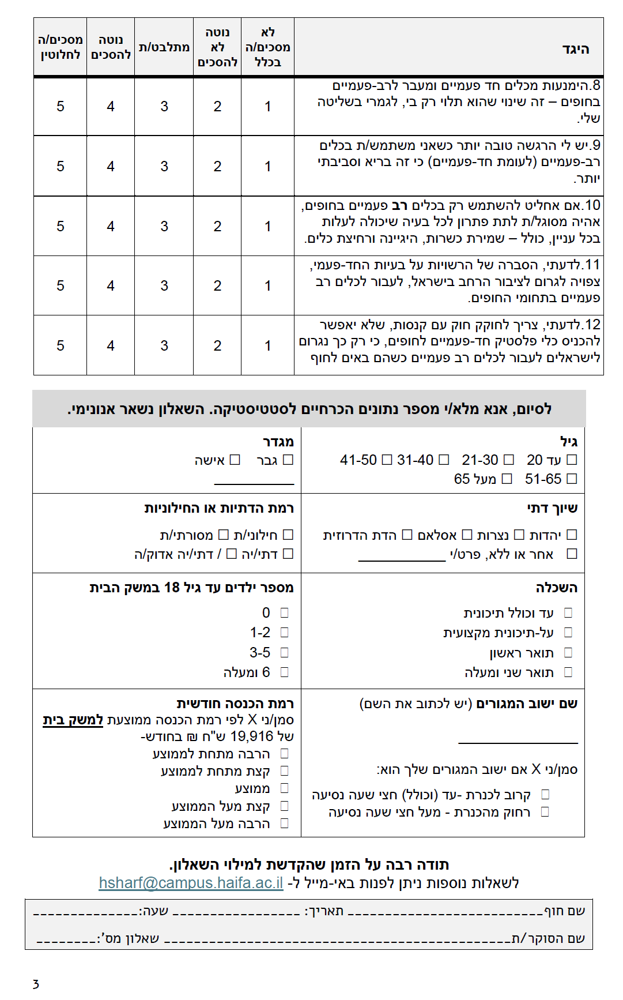 היגד	לא מסכים/ה בכלל	נוטה לא להסכים	מתלבט/ת	נוטה להסכים	מסכים/ה לחלוטין
8.הימנעות מכלים חד פעמיים ומעבר לרב-פעמיים
בחופים – זה שינוי שהוא תלוי רק בי, לגמרי בשליטה
שלי.
1 2 3 4 5
9.יש לי הרגשה טובה יותר כשאני משתמש/ת בכלים
רב-פעמיים (לעומת חד-פעמיים) כי זה בריא וסביבתי
יותר.
1 2 3 4 5
10.אם אחליט להשתמש רק בכלים רב פעמיים בחופים,
אהיה מסוגל/ת לתת פתרון לכל בעיה שיכולה לעלות
בכל עניין, כולל – שמירת כשרות, היגיינה ורחיצת כלים.
1 2 3 4 5
11.לדעתי, הסברה של הרשויות על בעיות החד-פעמי,
צפויה לגרום לציבור הרחב בישראל, לעבור לכלים רב
פעמיים בתחומי החופים.
1 2 3 4 5
12.לדעתי, צריך לחוקק חוק עם קנסות, שלא יאפשר
להכניס כלי פלסטיק חד-פעמיים לחופים, כי רק כך נגרום
לישראלים לעבור לכלים רב פעמיים כשהם באים לחוף
1 2 3 4 5
לסיום, אנא מלא/י מספר נתונים הכרחיים לסטטיסטיקה. השאלון נשאר אנונימי.
גיל
☐ עד 20 ☐ 21-30 ☐ 31-40 ☐ 41-50
☐ 51-65 ☐ מעל 65
מגדר
☐ גבר ☐ אישה
__________
שיוך דתי
☐ יהדות ☐ נצרות ☐ אסלאם ☐ הדת הדרוזית
☐ אחר או ללא, פרט/י ___________
רמת הדתיות או החילוניות
☐ חילוני/ת ☐ מסורתי/ת
☐ דתי/יה ☐ / דתי/יה אדוק/ה
השכלה
☐ עד וכולל תיכונית
☐ על-תיכונית מקצועית
☐ תואר ראשון
☐ תואר שני ומעלה
מספר ילדים עד גיל 18 במשק הבית
☐ 0
☐ 1-2
☐ 3-5
☐ 6 ומעלה
שם ישוב המגורים (יש לכתוב את השם)
_______________
סמן/ני X אם ישוב המגורים שלך הוא:
☐ קרוב לכנרת -עד (וכולל) חצי שעה נסיעה
☐ רחוק מהכנרת - מעל חצי שעה נסיעה
רמת הכנסה חודשית
סמן/ני X לפי רמת הכנסה ממוצעת למשק בית
של 19,916 ש"ח ₪ בחודש-
☐ הרבה מתחת לממוצע
☐ קצת מתחת לממוצע
☐ ממוצע
☐ קצת מעל הממוצע
☐ הרבה מעל הממוצע
תודה רבה על הזמן שהקדשת למילוי השאלון.
לשאלות נוספות ניתן לפנות באי-מייל ל- hsharf@campus.haifa.ac.il
שם חוף__________________________ תאריך: _________________ שעה:______________
שם הסוקר/ת______________________________________________ שאלון מס':________
3